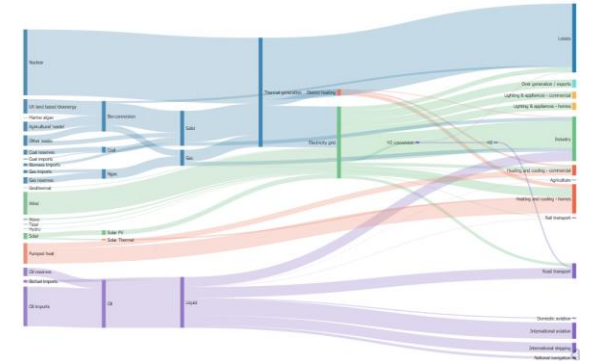 Nuclear
UK land based bioenergy
Marine algae
Agricultural 'waste'
Other waste
Coal reserves
Coal imports
Biomass imports
Gas imports
Gas reserves
Geothermal
Wind
Wave
Tidal
Hydro
Solar
Pumped heat
Oil reserves
Biofuel imports
Oil imports
Bio-conversion
Coal
Ngas
Solar PV
Solar Thermal
Oil
Solid
Gas
Liquid
Thermal generation
District heating
Electricity grid
H2 conversion
H2
Losses
Over generation / exports
Lighting & appliances - commercial
Lighting & appliances - homes
Industry
Heating and cooling - commercial
Agriculture
Heating and cooling - homes
Rail transport
Road transport
Domestic aviation
International aviation
International shipping
National navigation